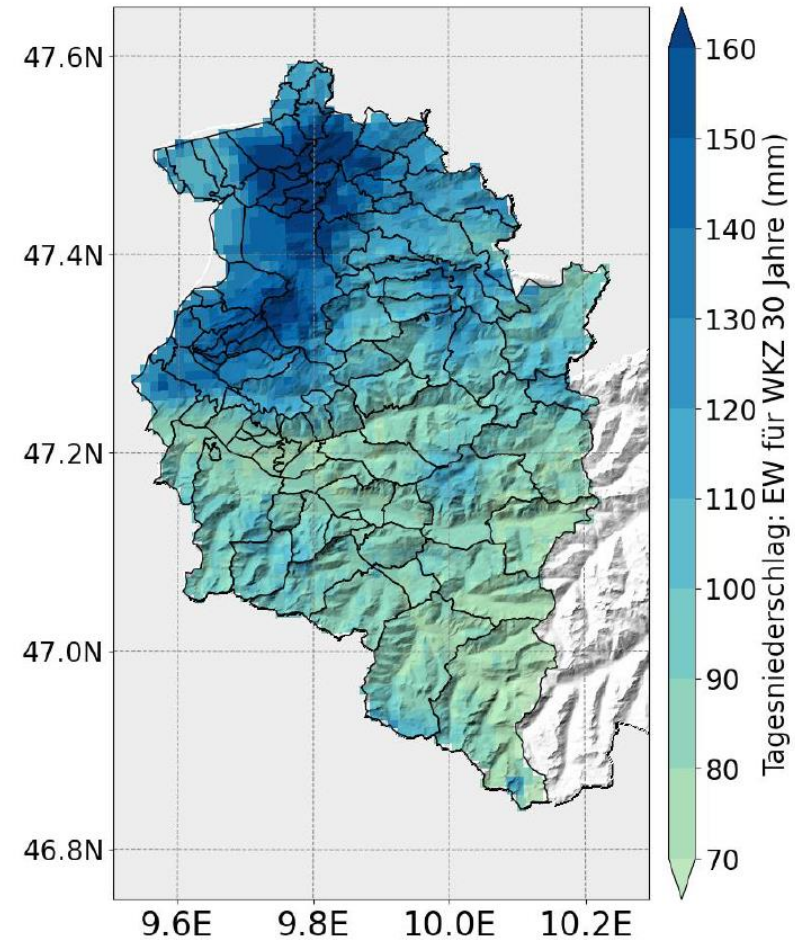 47.6N
47.4N
47.2N
47.0N
46.8N
9.6E 9.8E 10.0E 10.2E
160
150
140
130
120
110
100
90
80
70
Tagesniederschlag: EW für WKZ 30 Jahre (mm)